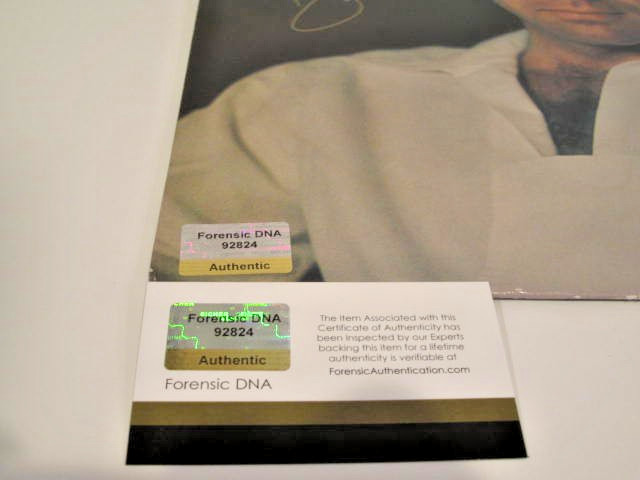 Forensic DNA
92824
Authentic
Forensic DNA
92824
Authentic
Forensic DNA
The Item Associated with this
Certificate of Authenticity has
been Inspected by our Experts
backing this item for a lifetime
authenticity is verifiable at
ForensicAuthentication.com